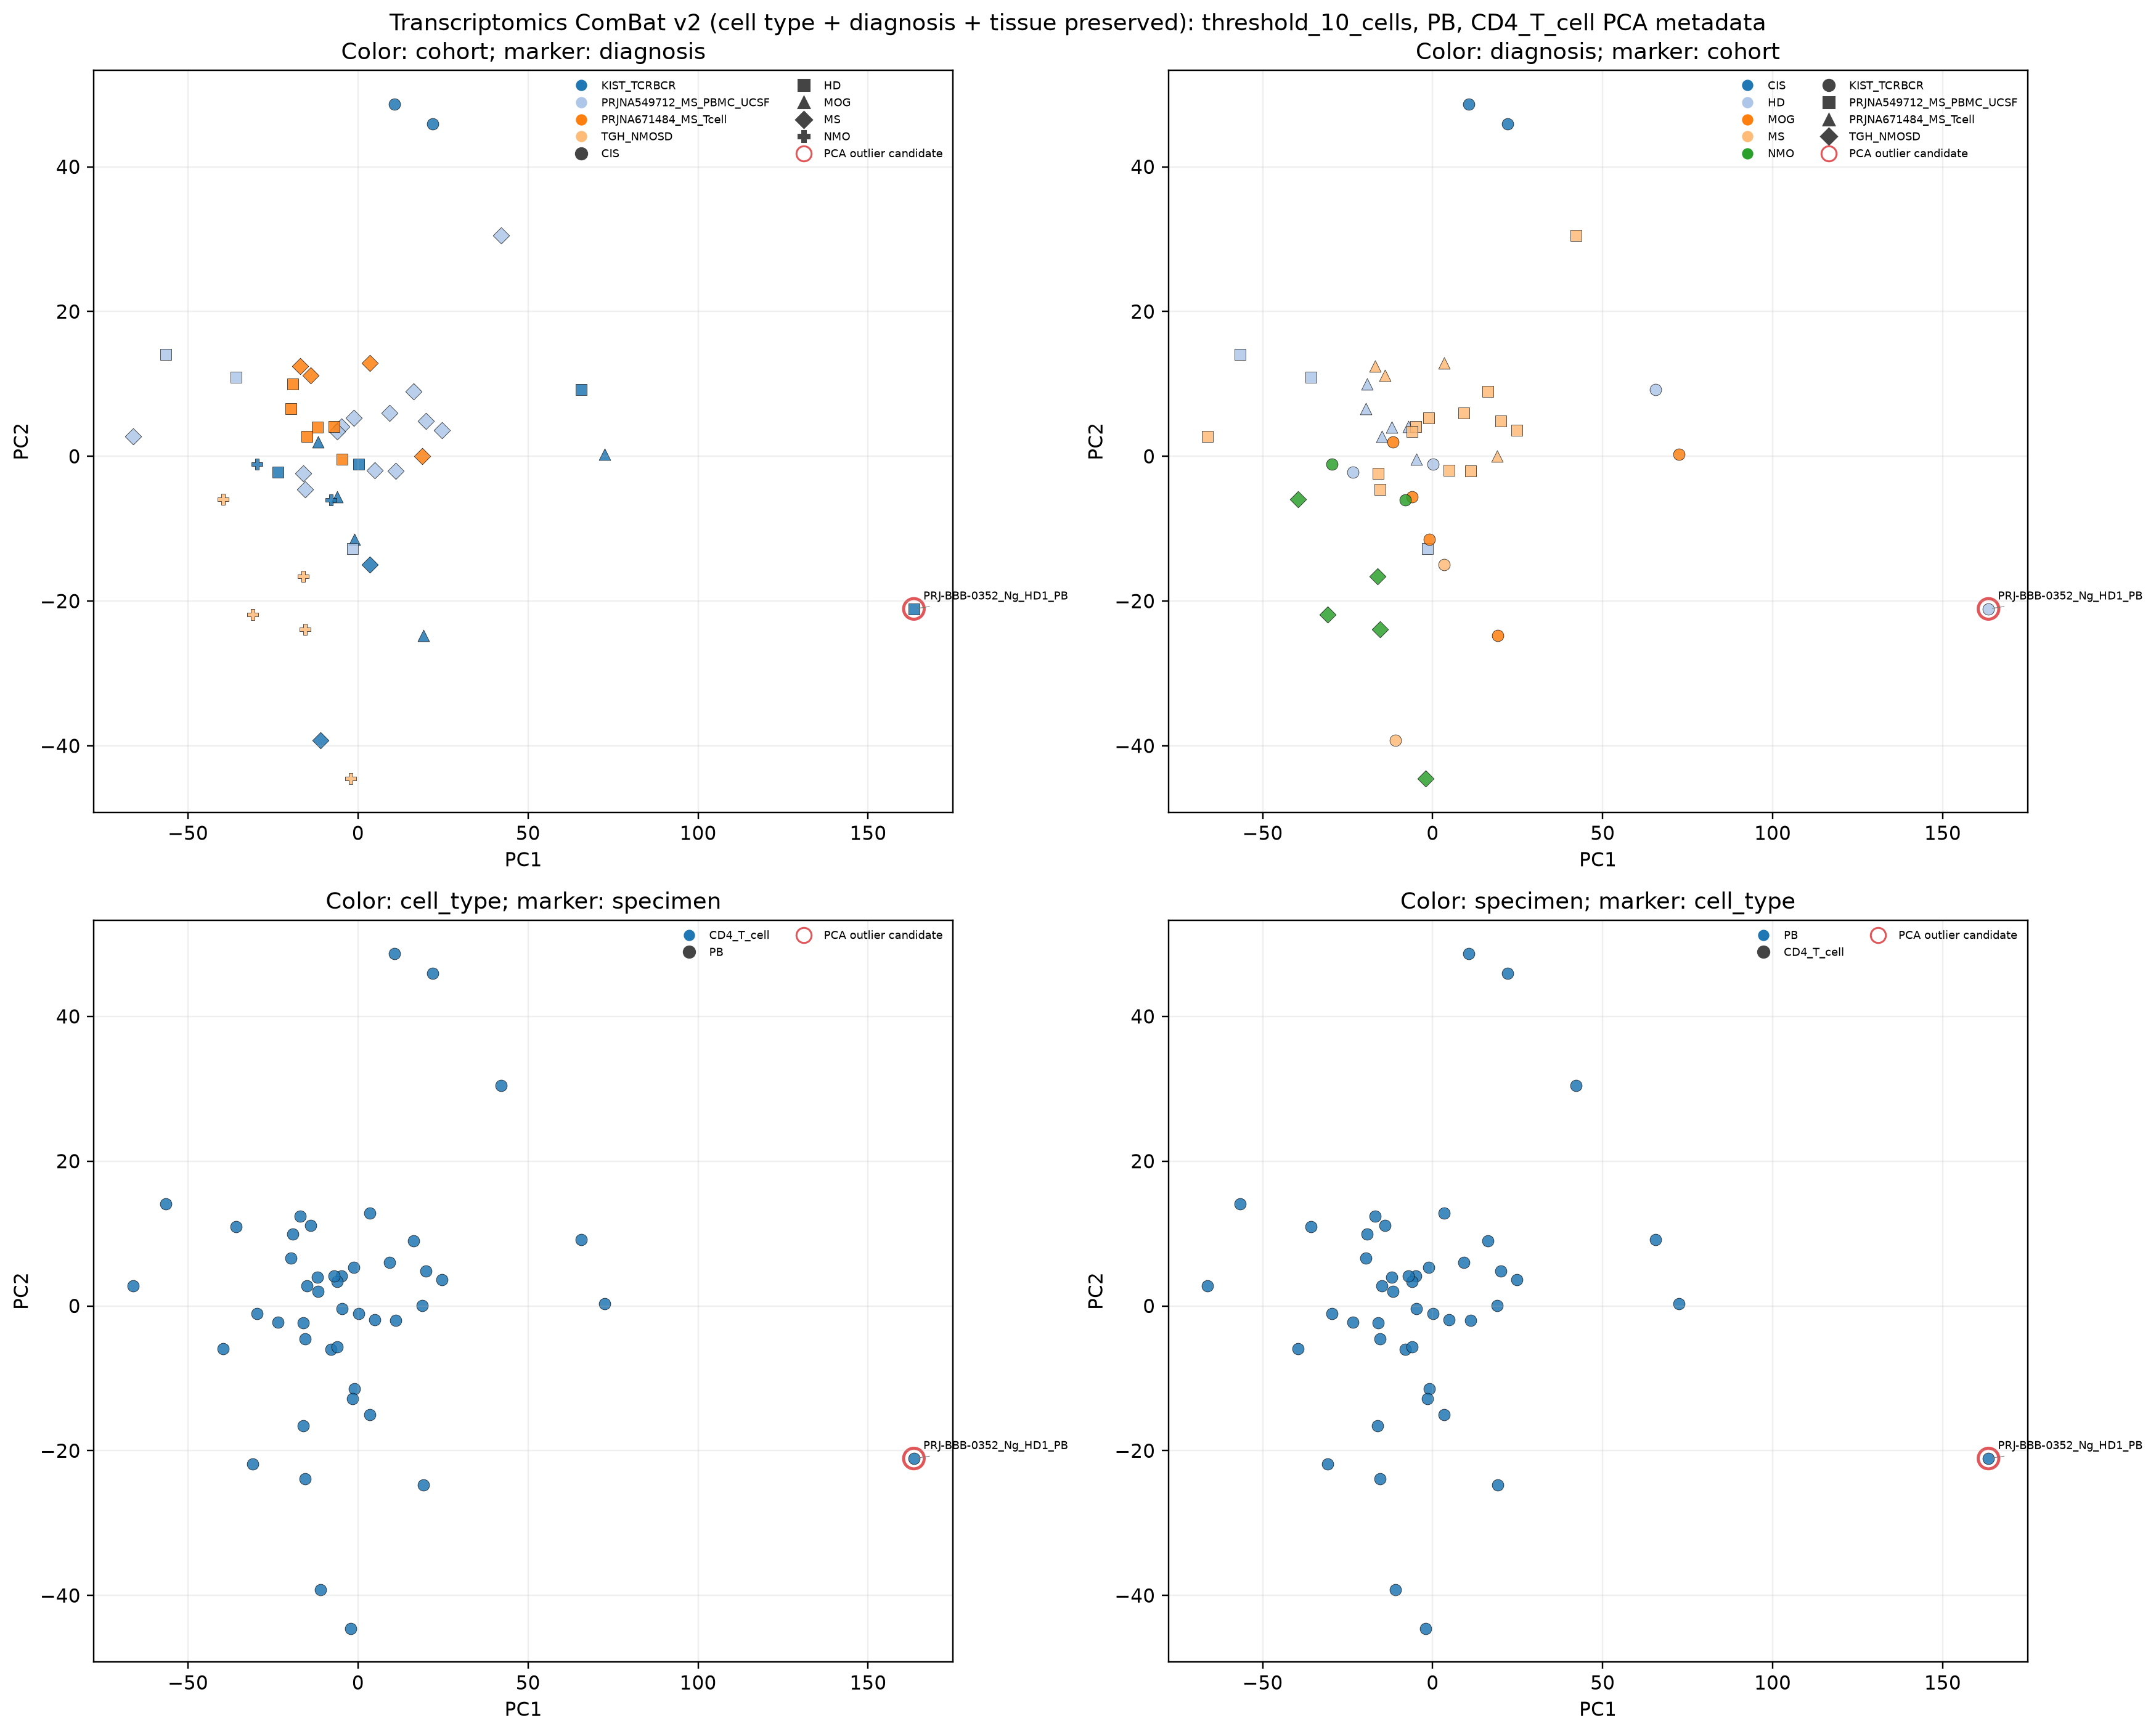 Transcriptomics ComBat v2 (cell type + diagnosis + tissue preserved): threshold_10_cells, PB, CD4_T_cell PCA metadata
Color: cohort; marker: diagnosis
KIST_TCRBCR
PRJNA549712_MS_PBMC_UCSF
PRJNA671484_MS_Tcell
TGH_NMOSD
CIS
HD
MOG
MS
NMO
PCA outlier candidate
PRJ-BBB-0352_Ng_HD1_PB
40
20
0
−20
−40
PC2
−50
0
50
100
150
PC1
Color: diagnosis; marker: cohort
CIS
HD
MOG
MS
NMO
KIST_TCRBCR
PRJNA549712_MS_PBMC_UCSF
PRJNA671484_MS_Tcell
TGH_NMOSD
PCA outlier candidate
PRJ-BBB-0352_Ng_HD1_PB
40
20
0
−20
−40
PC2
−50
0
50
100
150
PC1
Color: cell_type; marker: specimen
CD4_T_cell
PB
PCA outlier candidate
PRJ-BBB-0352_Ng_HD1_PB
40
20
0
−20
−40
PC2
−50
0
50
100
150
PC1
Color: specimen; marker: cell_type
PB
CD4_T_cell
PCA outlier candidate
PRJ-BBB-0352_Ng_HD1_PB
40
20
0
−20
−40
PC2
−50
0
50
100
150
PC1